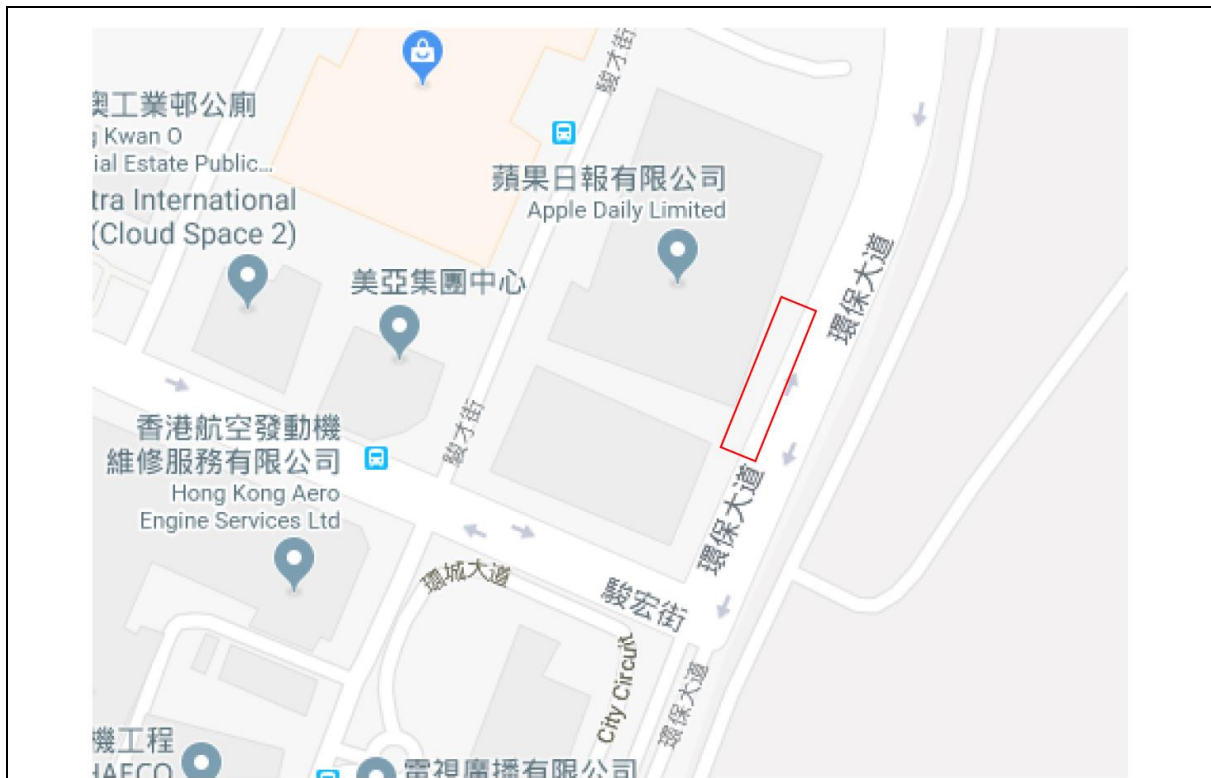 駿才街
奧工業邨公廁
g Kwan O
ial Estate Public...
tra International
(Cloud Space 2)
蘋果日報有限公司
Apple Daily Limited
美亞集團中心
環保大道
香港航空發動機
維修服務有限公司
Hong Kong Aero
Engine Services Ltd
駿才街
環保大道
環城大道
駿宏街
City Circuit
環保大道
機工程
HAECO
電視廣播有限公司